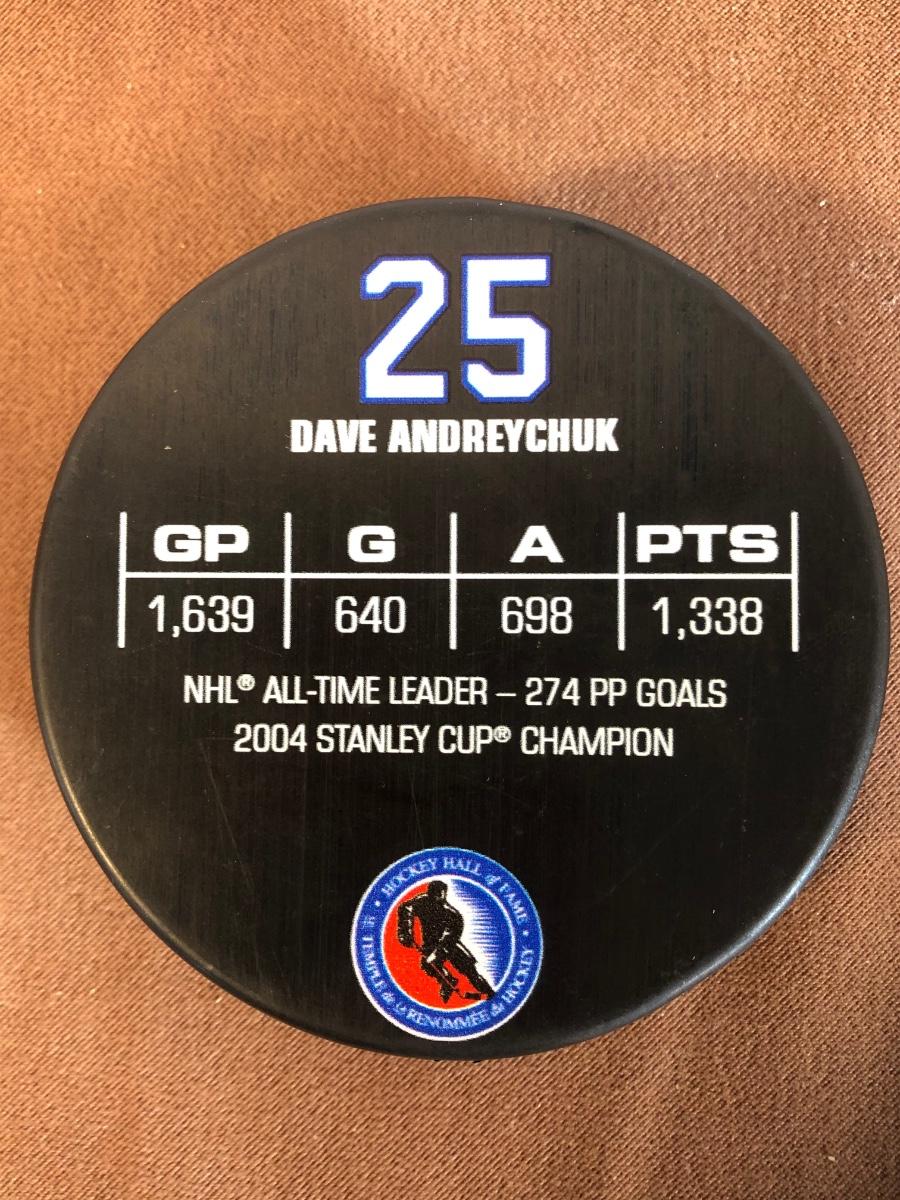 25
DAVE ANDREYCHUK
GP G A PTS
1,639 640 698 1,338
NHL® ALL-TIME LEADER – 274 PP GOALS
2004 STANLEY CUP® CHAMPION
• HOCKEY HALL of FAME •
LE TEMPLE de la RENOMMÉE du HOCKEY